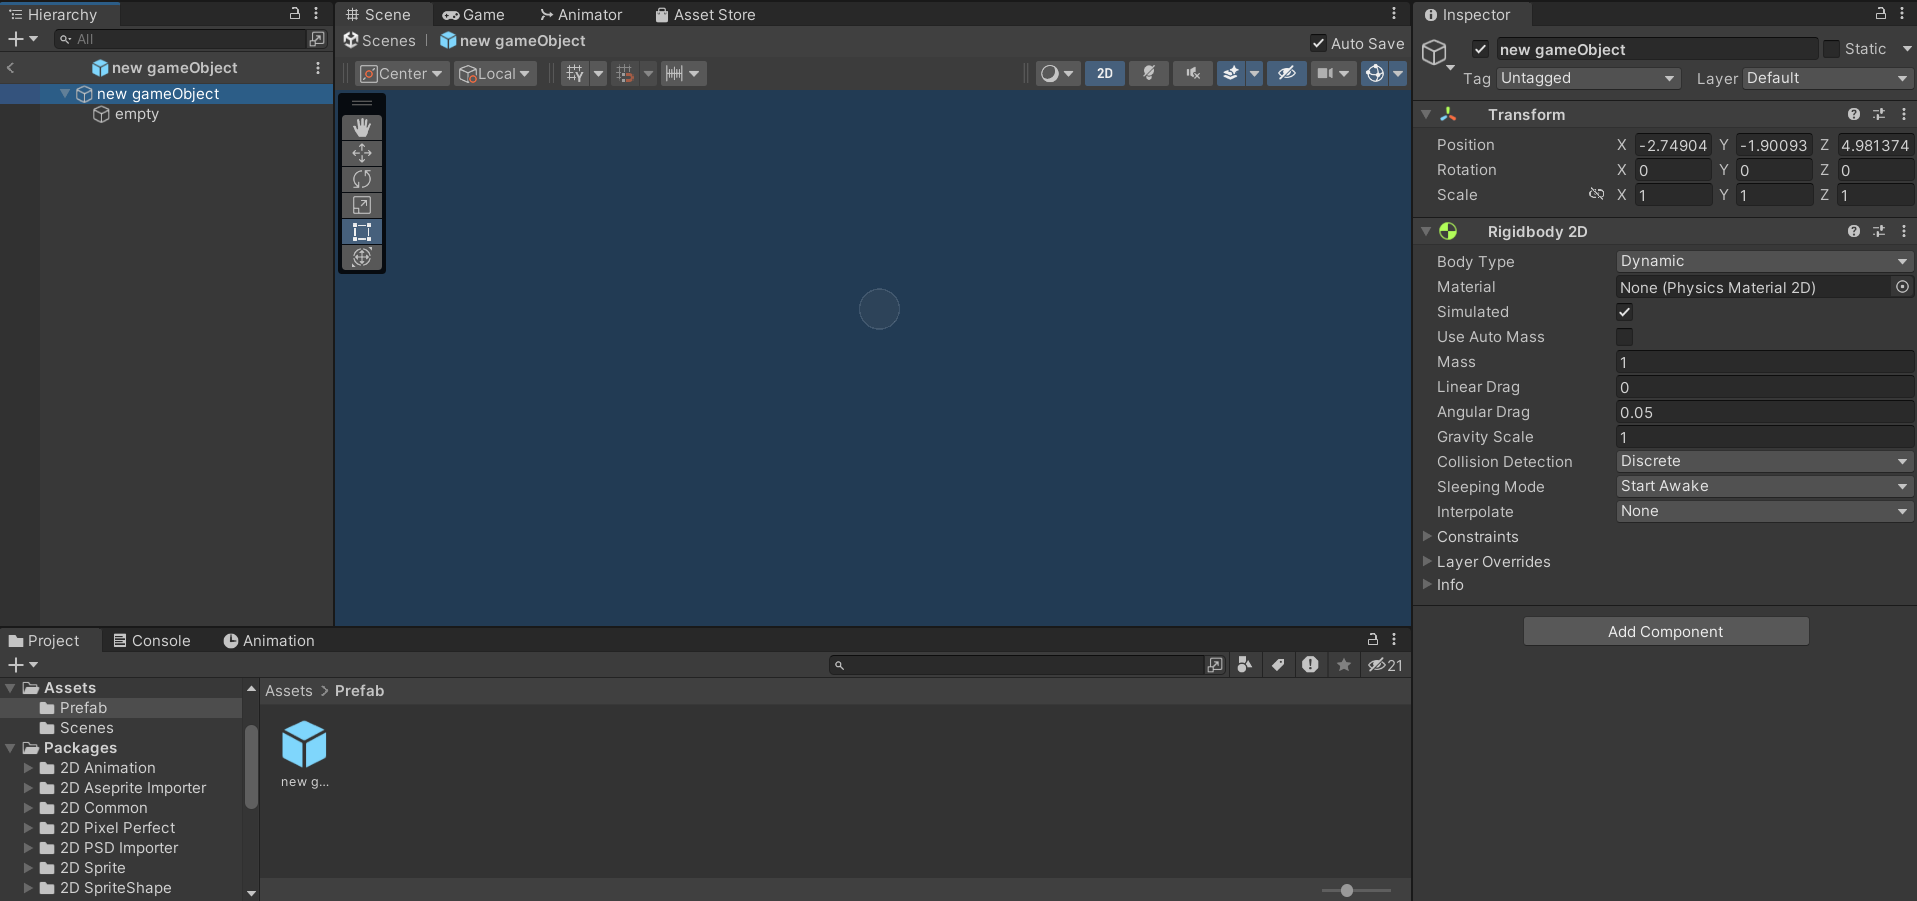 Hierarchy
All
new gameObject
new gameObject
empty
Scene Game Animator Asset Store
Scenes | new gameObject Auto Save
Center Local 2D
Project Console Animation
21
Assets
Prefab
Scenes
Packages
2D Animation
2D Aseprite Importer
2D Common
2D Pixel Perfect
2D PSD Importer
2D Sprite
2D SpriteShape
Assets > Prefab
new g...
Inspector
new gameObject Static
Tag Untagged Layer Default
Transform
Position X -2.74904 Y -1.90093 Z 4.981374
Rotation X 0 Y 0 Z 0
Scale X 1 Y 1 Z 1
Rigidbody 2D
Body Type Dynamic
Material None (Physics Material 2D)
Simulated
Use Auto Mass
Mass 1
Linear Drag 0
Angular Drag 0.05
Gravity Scale 1
Collision Detection Discrete
Sleeping Mode Start Awake
Interpolate None
Constraints
Layer Overrides
Info
Add Component